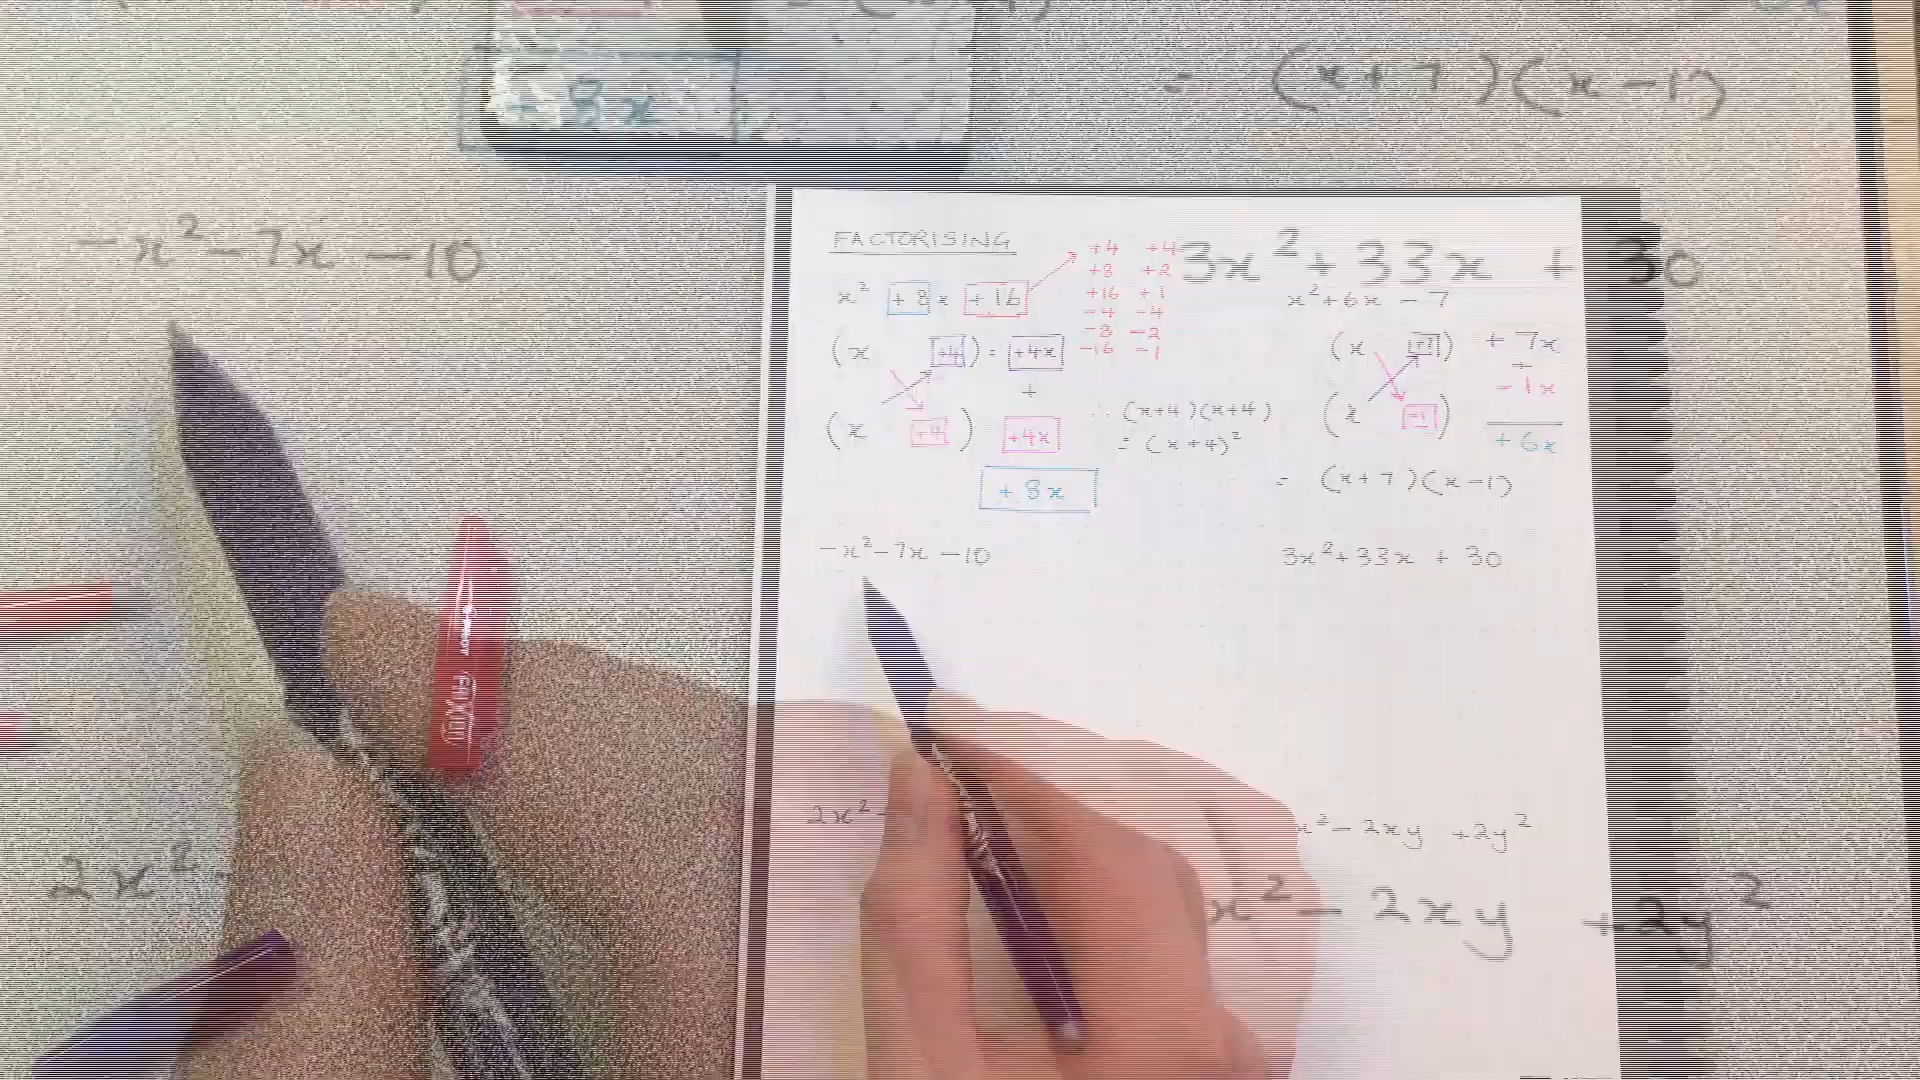 = (x+7)(x-1)
+ 8x
-x² - 7x - 10
3x² + 33x + 30
FACTORISING
x² +8x +16
+4 +4
+8 +2
+16 +1
-4 -4
-8 -2
-16 -1
(x +4) = +4x
+
(x +4) +4x
+ 8x
∴ (x+4)(x+4)
= (x+4)²
x² + 6x - 7
(x +7) + 7x
+
(x -1) - 1x
+ 6x
= (x+7)(x-1)
-x² - 7x - 10
3x² + 33x + 30
2x² -
x² - 2xy + 2y²
2x²
x² - 2xy + 2y²